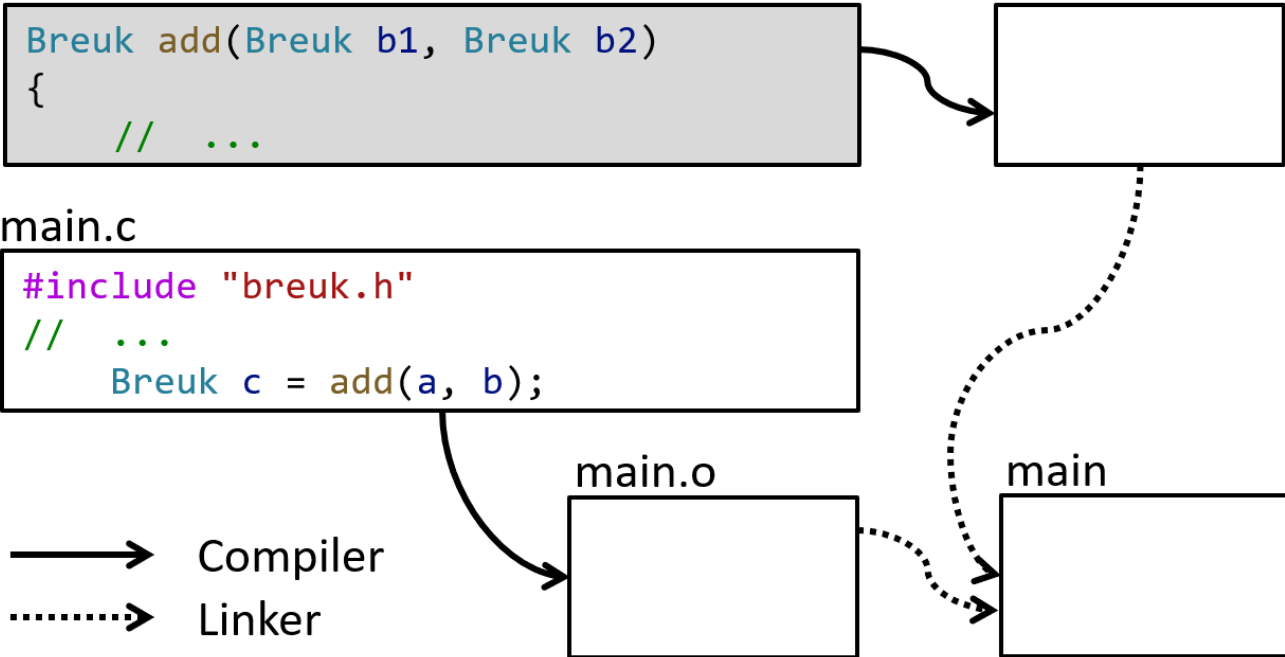 Breuk add(Breuk b1, Breuk b2)
{
    //  ...
main.c
#include "breuk.h"
//  ...
    Breuk c = add(a, b);
main.o
main
Compiler
Linker